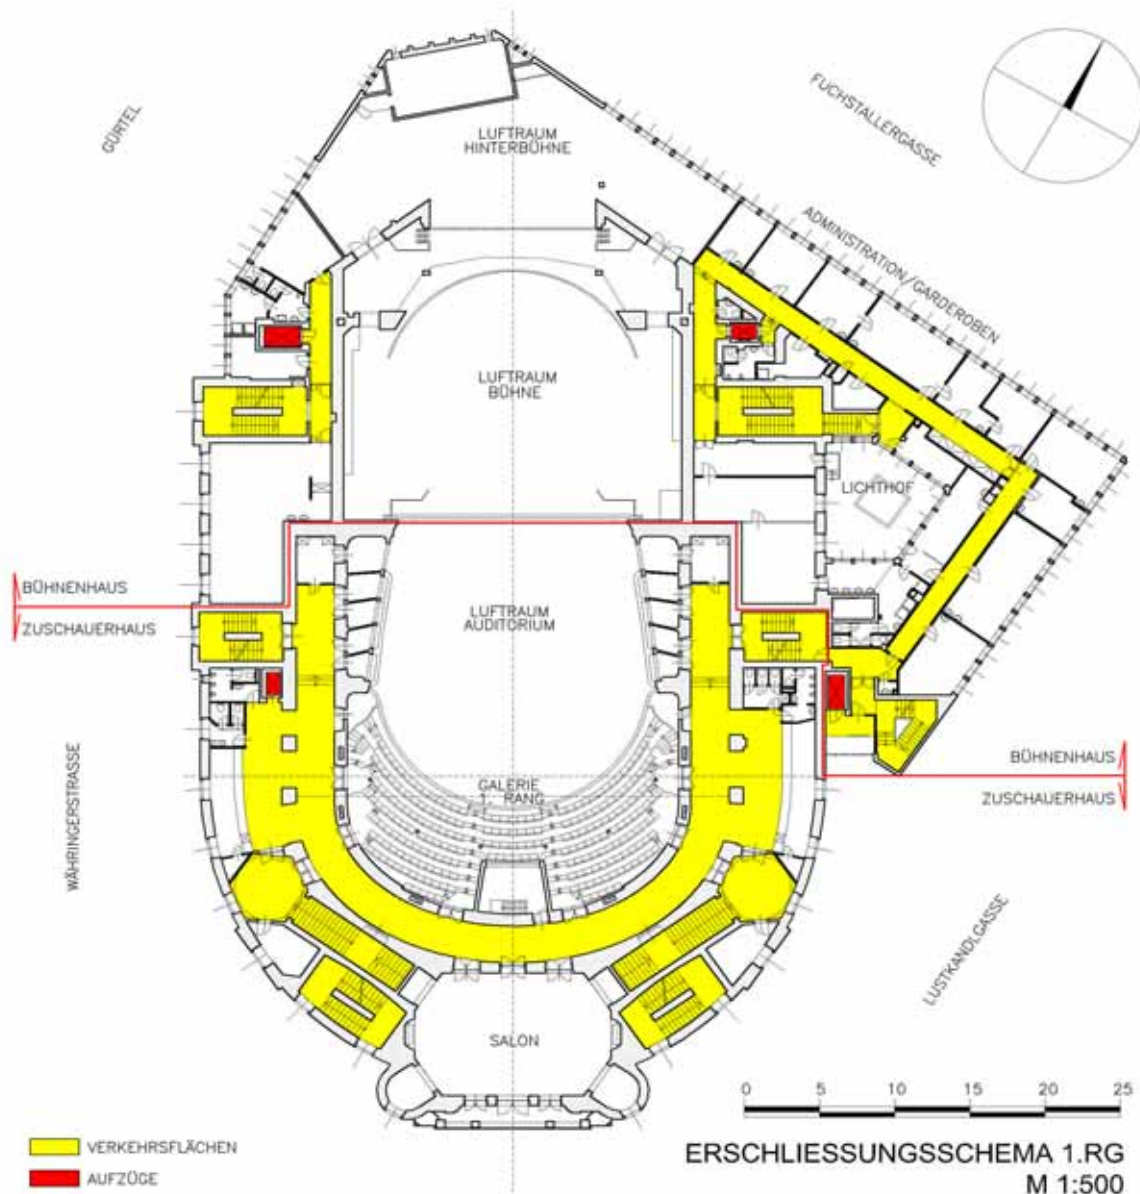 GÜRTEL
FUCHSTALLERGASSE
LUFTRAUM
HINTERBÜHNE
ADMINISTRATION/GARDEROBEN
LUFTRAUM
BÜHNE
LICHTHOF
BÜHNENHAUS
ZUSCHAUERHAUS
LUFTRAUM
AUDITORIUM
WÄHRINGERSTRASSE
GALERIE
1. RANG
BÜHNENHAUS
ZUSCHAUERHAUS
LUSTKANDLGASSE
SALON
0 5 10 15 20 25
VERKEHRSFLÄCHEN
AUFZÜGE
ERSCHLIESSUNGSSCHEMA 1.RG
M 1:500